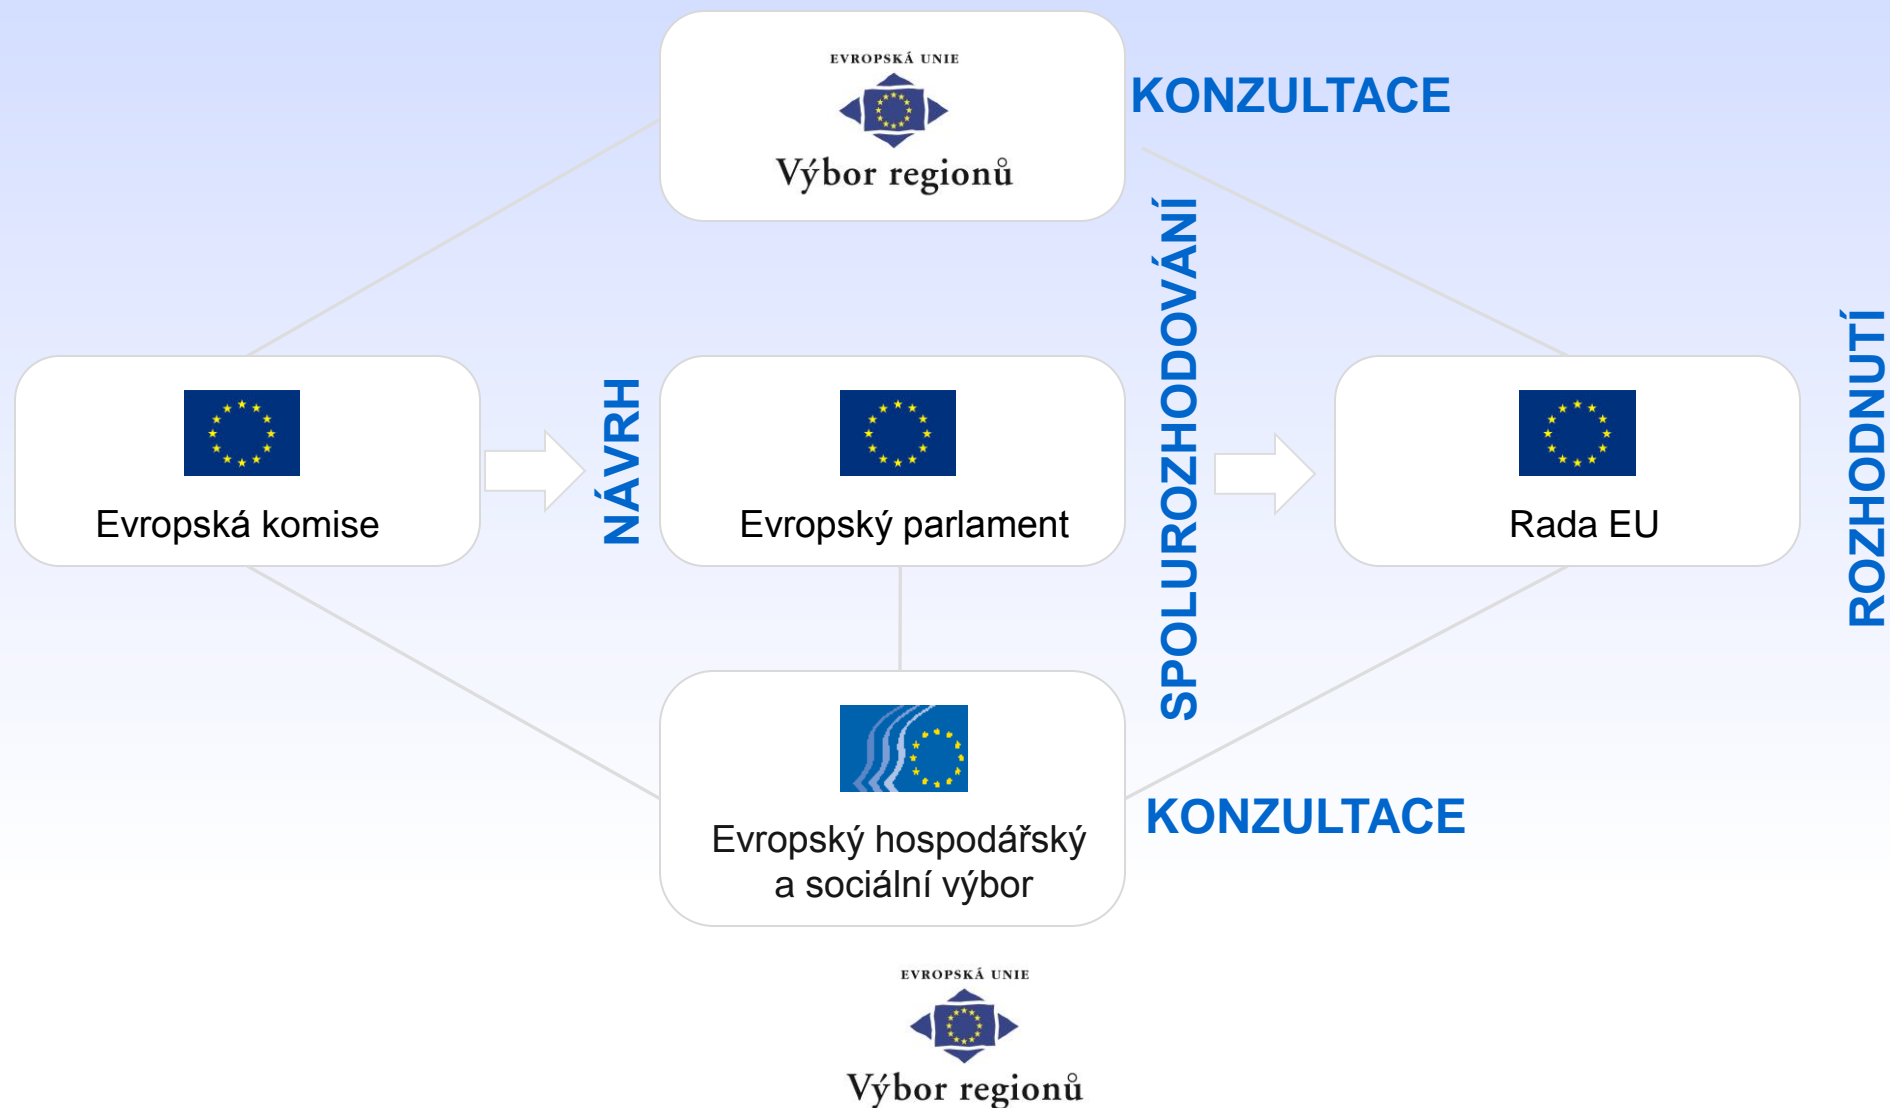 EVROPSKÁ UNIE
Výbor regionů
KONZULTACE
Evropská komise
NÁVRH
Evropský parlament
SPOLUROZHODOVÁNÍ
Rada EU
ROZHODNUTÍ
Evropský hospodářský
a sociální výbor
KONZULTACE
EVROPSKÁ UNIE
Výbor regionů